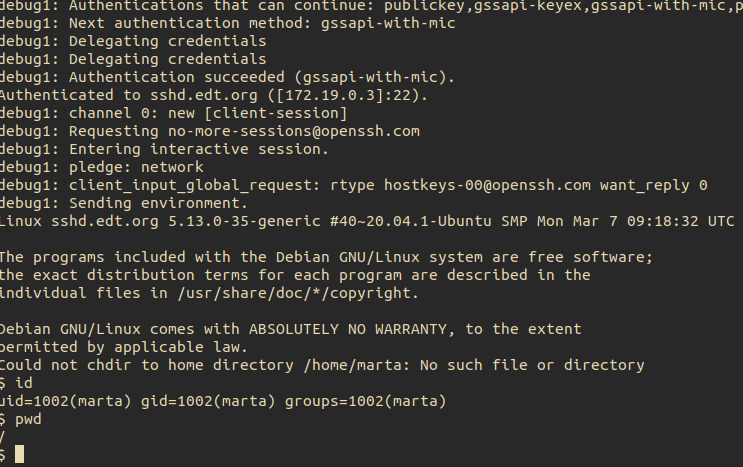 debug1: Authentications that can continue: publickey,gssapi-keyex,gssapi-with-mic,p
debug1: Next authentication method: gssapi-with-mic
debug1: Delegating credentials
debug1: Delegating credentials
debug1: Authentication succeeded (gssapi-with-mic).
Authenticated to sshd.edt.org ([172.19.0.3]:22).
debug1: channel 0: new [client-session]
debug1: Requesting no-more-sessions@openssh.com
debug1: Entering interactive session.
debug1: pledge: network
debug1: client_input_global_request: rtype hostkeys-00@openssh.com want_reply 0
debug1: Sending environment.
Linux sshd.edt.org 5.13.0-35-generic #40~20.04.1-Ubuntu SMP Mon Mar 7 09:18:32 UTC
The programs included with the Debian GNU/Linux system are free software;
the exact distribution terms for each program are described in the
individual files in /usr/share/doc/*/copyright.
Debian GNU/Linux comes with ABSOLUTELY NO WARRANTY, to the extent
permitted by applicable law.
Could not chdir to home directory /home/marta: No such file or directory
$ id
uid=1002(marta) gid=1002(marta) groups=1002(marta)
$ pwd
/
$